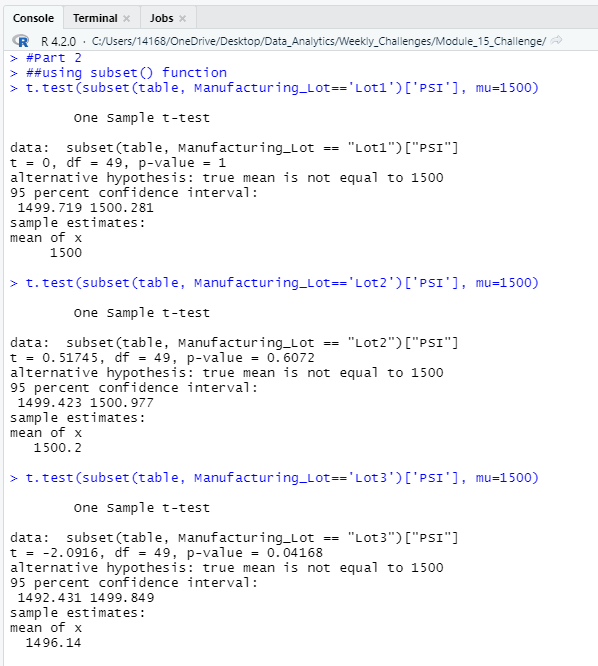 Console Terminal × Jobs ×
R R 4.2.0 · C:/Users/14168/OneDrive/Desktop/Data_Analytics/Weekly_Challenges/Module_15_Challenge/
> #Part 2
> ##using subset() function
> t.test(subset(table, Manufacturing_Lot=='Lot1')['PSI'], mu=1500)
One Sample t-test
data:  subset(table, Manufacturing_Lot == "Lot1")["PSI"]
t = 0, df = 49, p-value = 1
alternative hypothesis: true mean is not equal to 1500
95 percent confidence interval:
1499.719 1500.281
sample estimates:
mean of x
1500
> t.test(subset(table, Manufacturing_Lot=='Lot2')['PSI'], mu=1500)
One Sample t-test
data:  subset(table, Manufacturing_Lot == "Lot2")["PSI"]
t = 0.51745, df = 49, p-value = 0.6072
alternative hypothesis: true mean is not equal to 1500
95 percent confidence interval:
1499.423 1500.977
sample estimates:
mean of x
1500.2
> t.test(subset(table, Manufacturing_Lot=='Lot3')['PSI'], mu=1500)
One Sample t-test
data:  subset(table, Manufacturing_Lot == "Lot3")["PSI"]
t = -2.0916, df = 49, p-value = 0.04168
alternative hypothesis: true mean is not equal to 1500
95 percent confidence interval:
1492.431 1499.849
sample estimates:
mean of x
1496.14